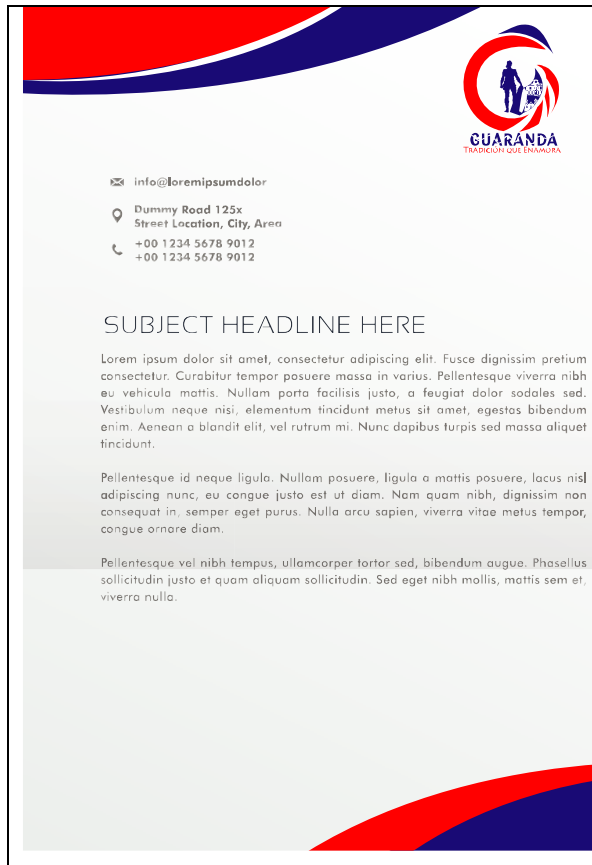 GUARANDA
TRADICIÓN QUE ENAMORA
info@loremipsumdolor
Dummy Road 125x
Street Location, City, Area
+00 1234 5678 9012
+00 1234 5678 9012
SUBJECT HEADLINE HERE
Lorem ipsum dolor sit amet, consectetur adipiscing elit. Fusce dignissim pretium
consectetur. Curabitur tempor posuere massa in varius. Pellentesque viverra nibh
eu vehicula mattis. Nullam porta facilisis justo, a feugiat dolor sodales sed.
Vestibulum neque nisi, elementum tincidunt metus sit amet, egestas bibendum
enim. Aenean a blandit elit, vel rutrum mi. Nunc dapibus turpis sed massa aliquet
tincidunt.
Pellentesque id neque ligula. Nullam posuere, ligula a mattis posuere, lacus nisl
adipiscing nunc, eu congue justo est ut diam. Nam quam nibh, dignissim non
consequat in, semper eget purus. Nulla arcu sapien, viverra vitae metus tempor,
congue ornare diam.
Pellentesque vel nibh tempus, ullamcorper tortor sed, bibendum augue. Phasellus
sollicitudin justo et quam aliquam sollicitudin. Sed eget nibh mollis, mattis sem et,
viverra nulla.